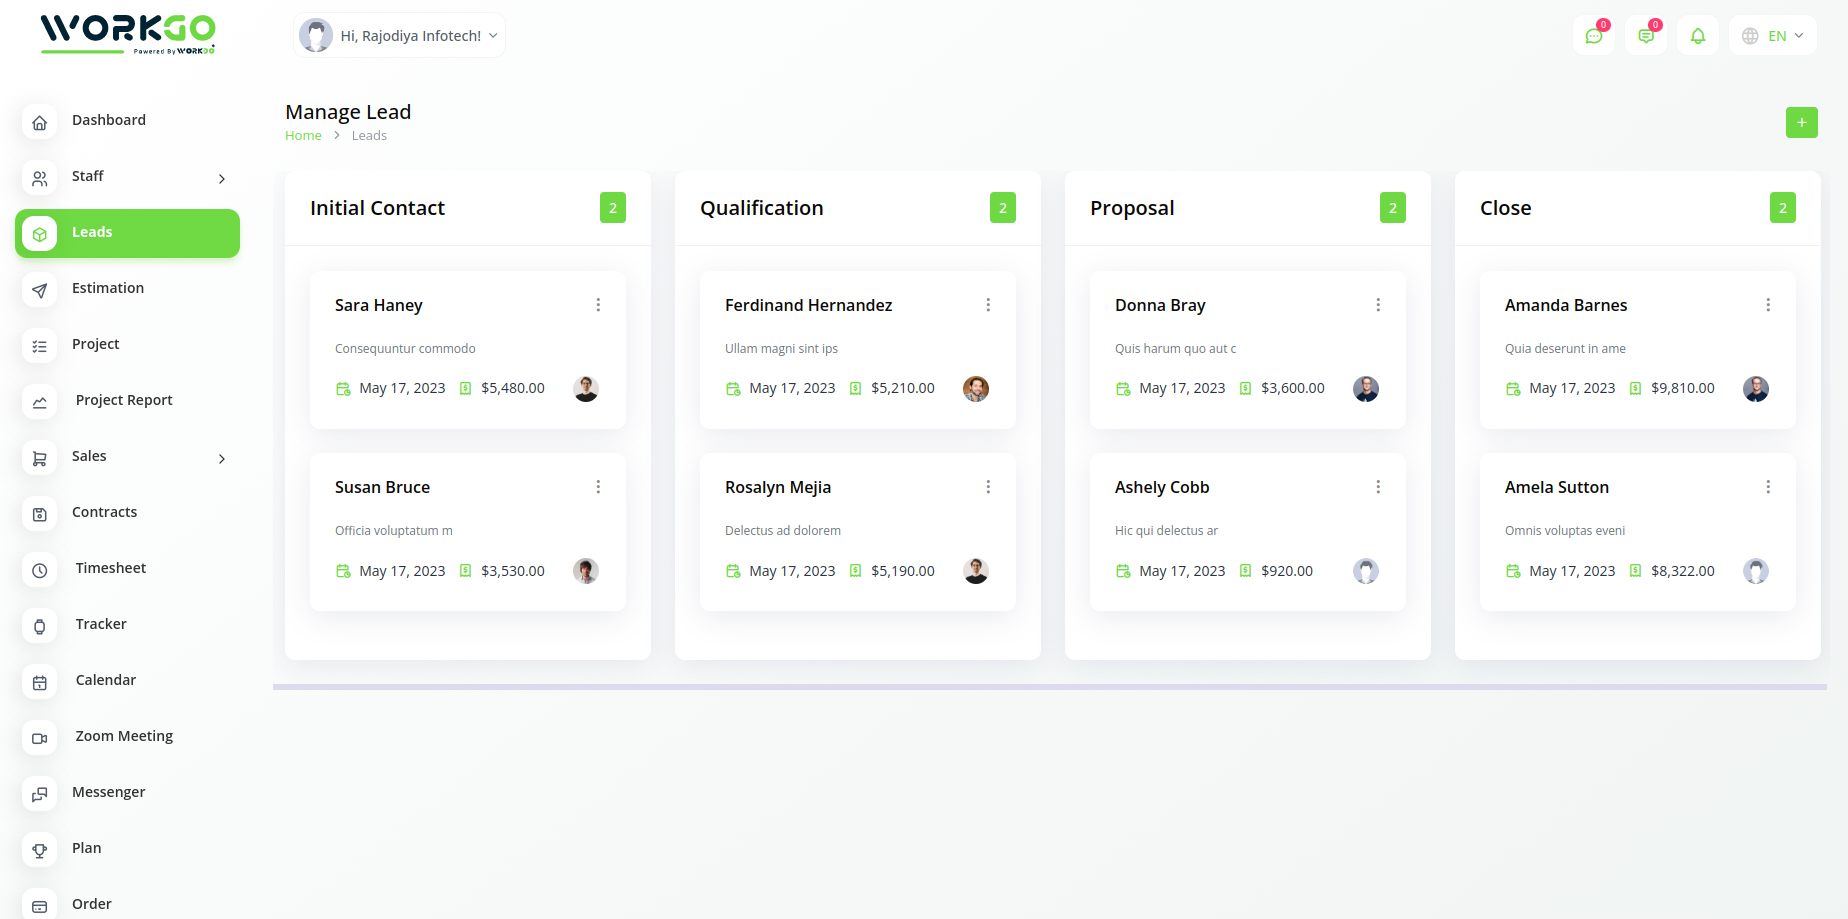 WORKGO
Powered By WORKGO
Hi, Rajodiya Infotech!
0
0
EN
Dashboard
Staff
Leads
Estimation
Project
Project Report
Sales
Contracts
Timesheet
Tracker
Calendar
Zoom Meeting
Messenger
Plan
Order
Manage Lead
Home > Leads
+
Initial Contact 2
Sara Haney
Consequuntur commodo
May 17, 2023 $5,480.00
Susan Bruce
Officia voluptatum m
May 17, 2023 $3,530.00
Qualification 2
Ferdinand Hernandez
Ullam magni sint ips
May 17, 2023 $5,210.00
Rosalyn Mejia
Delectus ad dolorem
May 17, 2023 $5,190.00
Proposal 2
Donna Bray
Quis harum quo aut c
May 17, 2023 $3,600.00
Ashely Cobb
Hic qui delectus ar
May 17, 2023 $920.00
Close 2
Amanda Barnes
Quia deserunt in ame
May 17, 2023 $9,810.00
Amela Sutton
Omnis voluptas eveni
May 17, 2023 $8,322.00